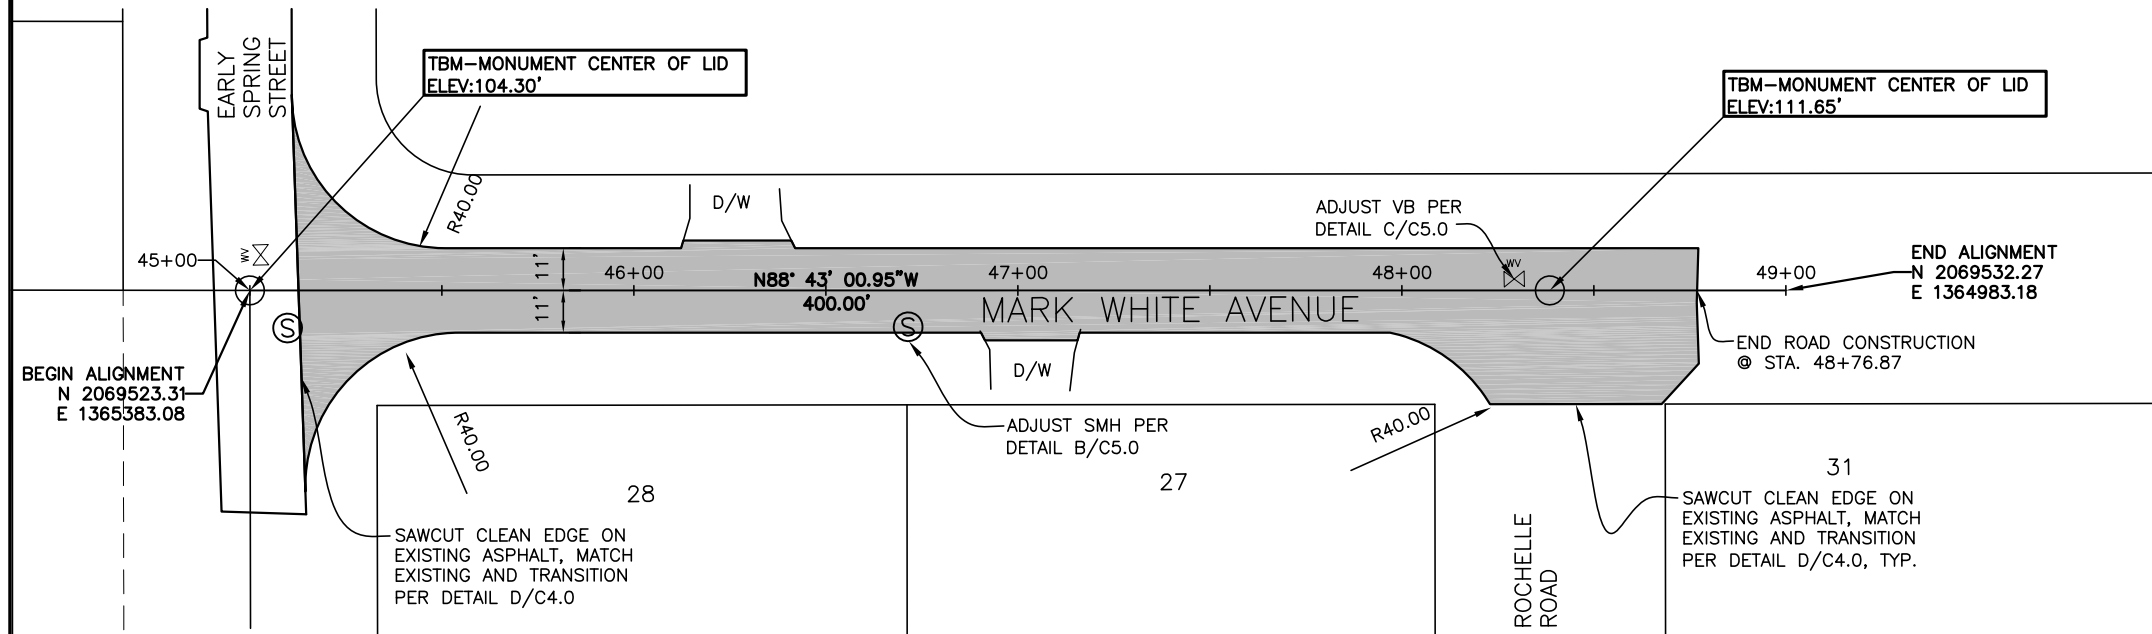 EARLY
SPRING
STREET
TBM-MONUMENT CENTER OF LID
ELEV:104.30'
TBM-MONUMENT CENTER OF LID
ELEV:111.65'
R40.00
D/W
ADJUST VB PER
DETAIL C/C5.0
WV
45+00
11'
11'
46+00
N88° 43' 00.95"W
400.00'
47+00
MARK WHITE AVENUE
48+00
WV
49+00
END ALIGNMENT
N 2069532.27
E 1364983.18
S
S
END ROAD CONSTRUCTION
@ STA. 48+76.87
BEGIN ALIGNMENT
N 2069523.31
E 1365383.08
D/W
R40.00
ADJUST SMH PER
DETAIL B/C5.0
R40.00
28
27
31
SAWCUT CLEAN EDGE ON
EXISTING ASPHALT, MATCH
EXISTING AND TRANSITION
PER DETAIL D/C4.0
ROCHELLE
ROAD
SAWCUT CLEAN EDGE ON
EXISTING ASPHALT, MATCH
EXISTING AND TRANSITION
PER DETAIL D/C4.0, TYP.